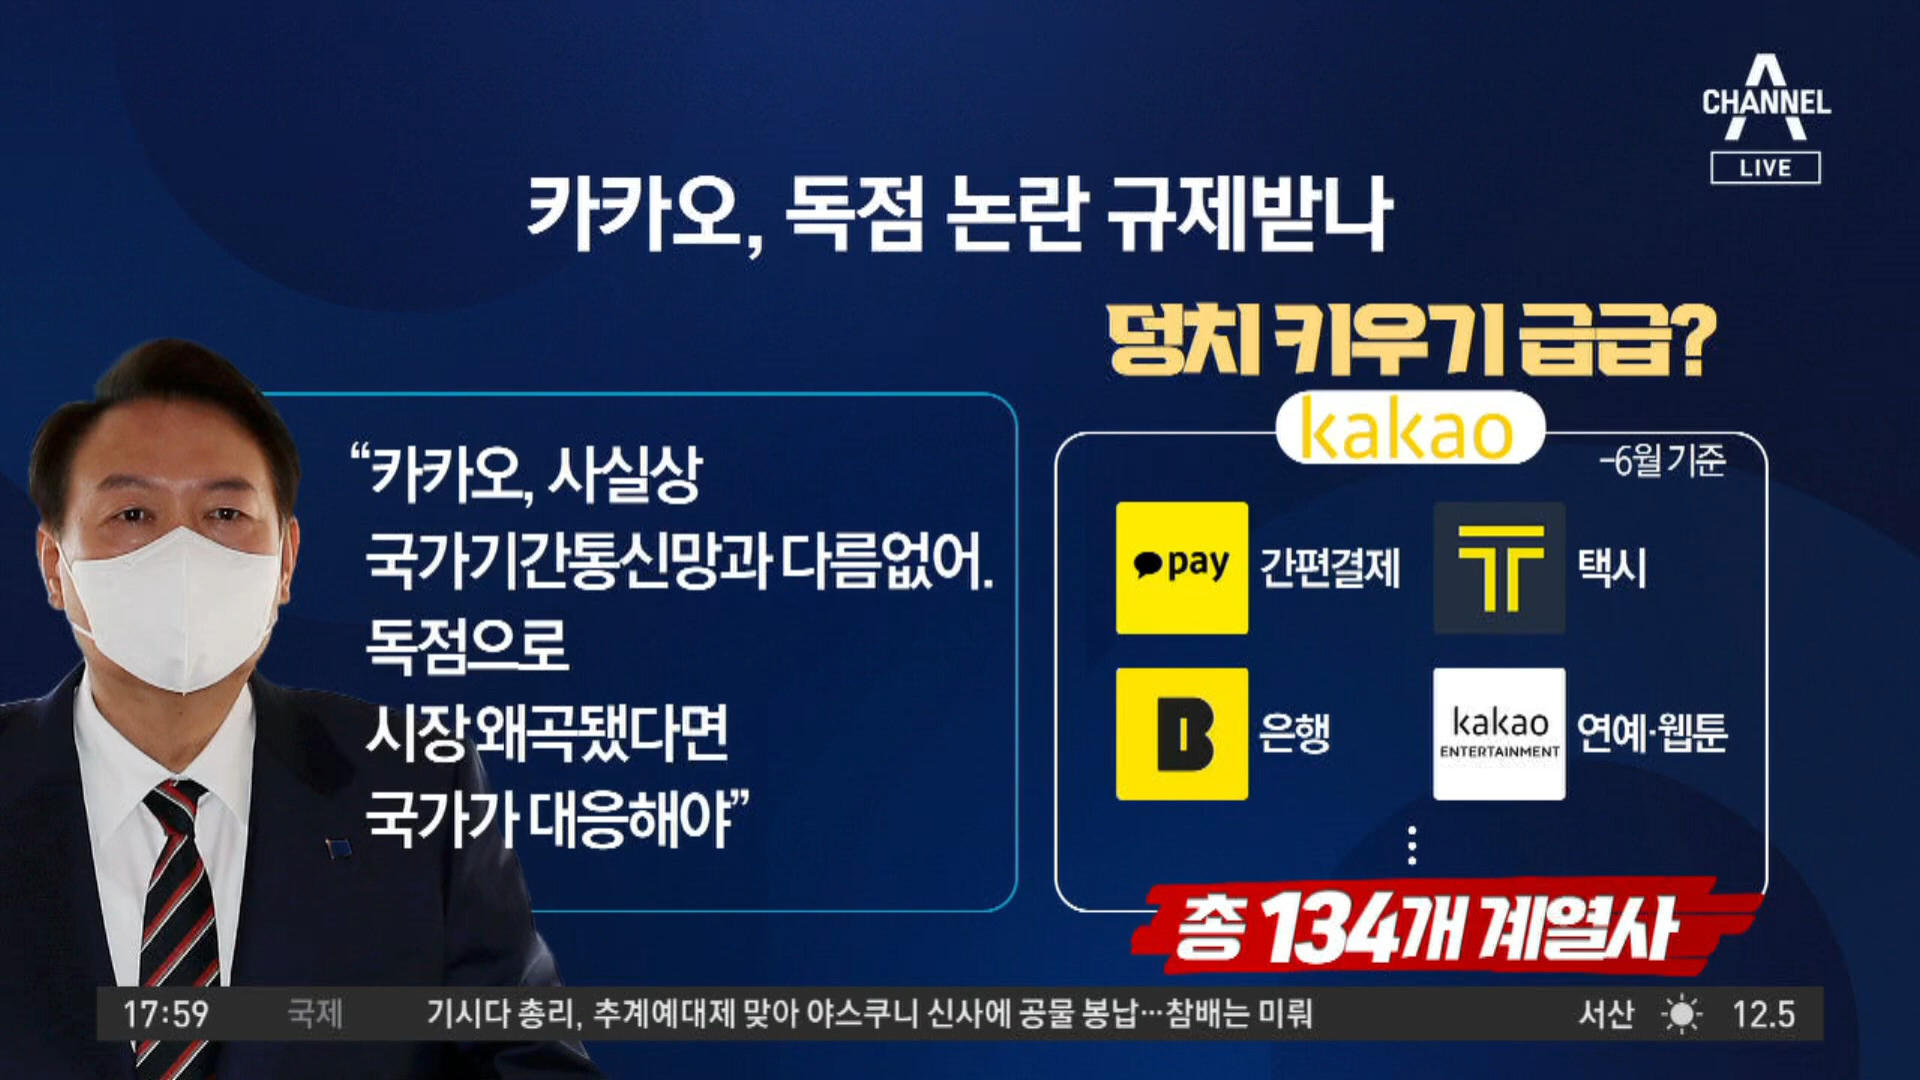 CHANNEL A
LIVE
카카오, 독점 논란 규제받나
“카카오, 사실상
국가기간통신망과 다름없어.
독점으로
시장 왜곡됐다면
국가가 대응해야”
덩치 키우기 급급?
kakao
-6월 기준
pay 간편결제
T 택시
B 은행
kakao
ENTERTAINMENT
연예·웹툰
총 134개 계열사
17:59 국제 기시다 총리, 추계예대제 맞아 야스쿠니 신사에 공물 봉납…참배는 미뤄 서산 12.5